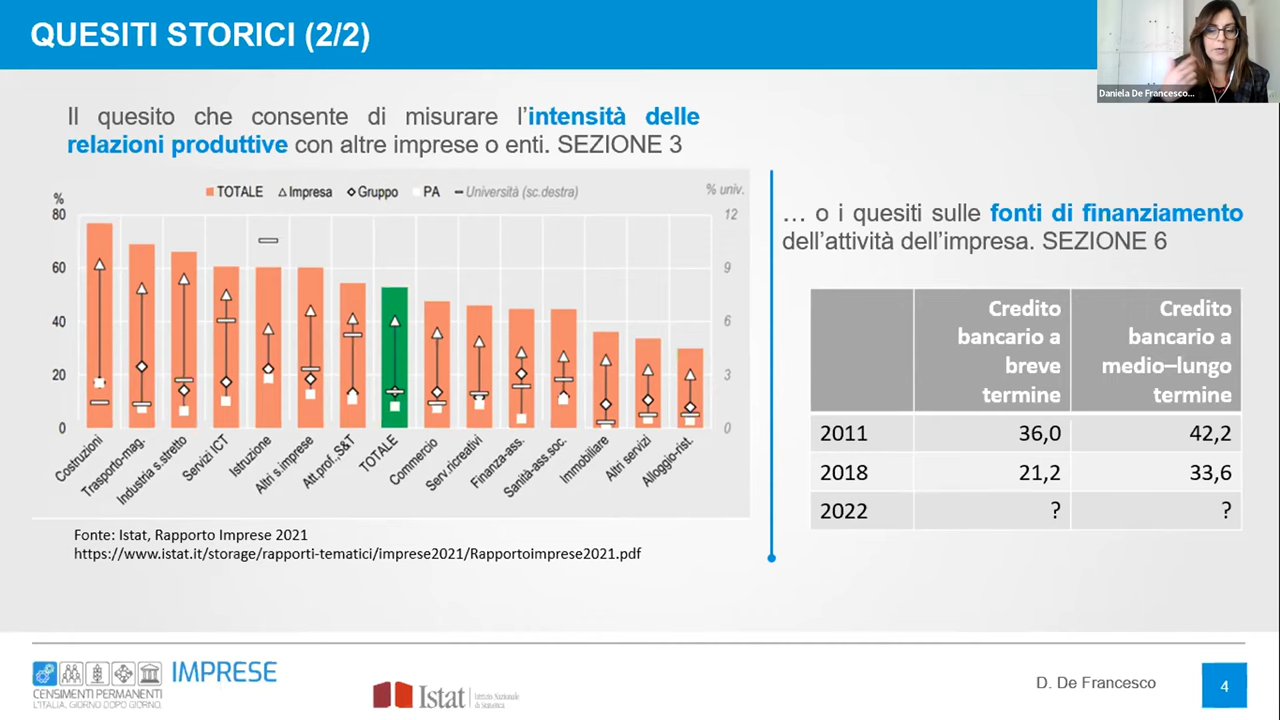 QUESITI STORICI (2/2)
Daniela De Francesco...
Il quesito che consente di misurare l'intensità delle
relazioni produttive con altre imprese o enti. SEZIONE 3
TOTALE Impresa Gruppo PA Università (sc.destra)
% % univ.
80 12
60 9
40 6
20 3
0 0
Costruzioni
Trasporto-mag.
Industria s.stretto
Servizi ICT
Istruzione
Altri s.imprese
Att.prof.,S&T
TOTALE
Commercio
Serv.ricreativi
Finanza-ass.
Sanità-ass.soc.
Immobiliare
Altri servizi
Alloggio-rist.
Fonte: Istat, Rapporto Imprese 2021
https://www.istat.it/storage/rapporti-tematici/imprese2021/Rapportoimprese2021.pdf
… o i quesiti sulle fonti di finanziamento
dell'attività dell'impresa. SEZIONE 6
Credito Credito
bancario a bancario a
breve medio–lungo
termine termine
2011 36,0 42,2
2018 21,2 33,6
2022 ? ?
IMPRESE
CENSIMENTI PERMANENTI
L'ITALIA, GIORNO DOPO GIORNO.
Istat
Istituto Nazionale
di Statistica
D. De Francesco
4